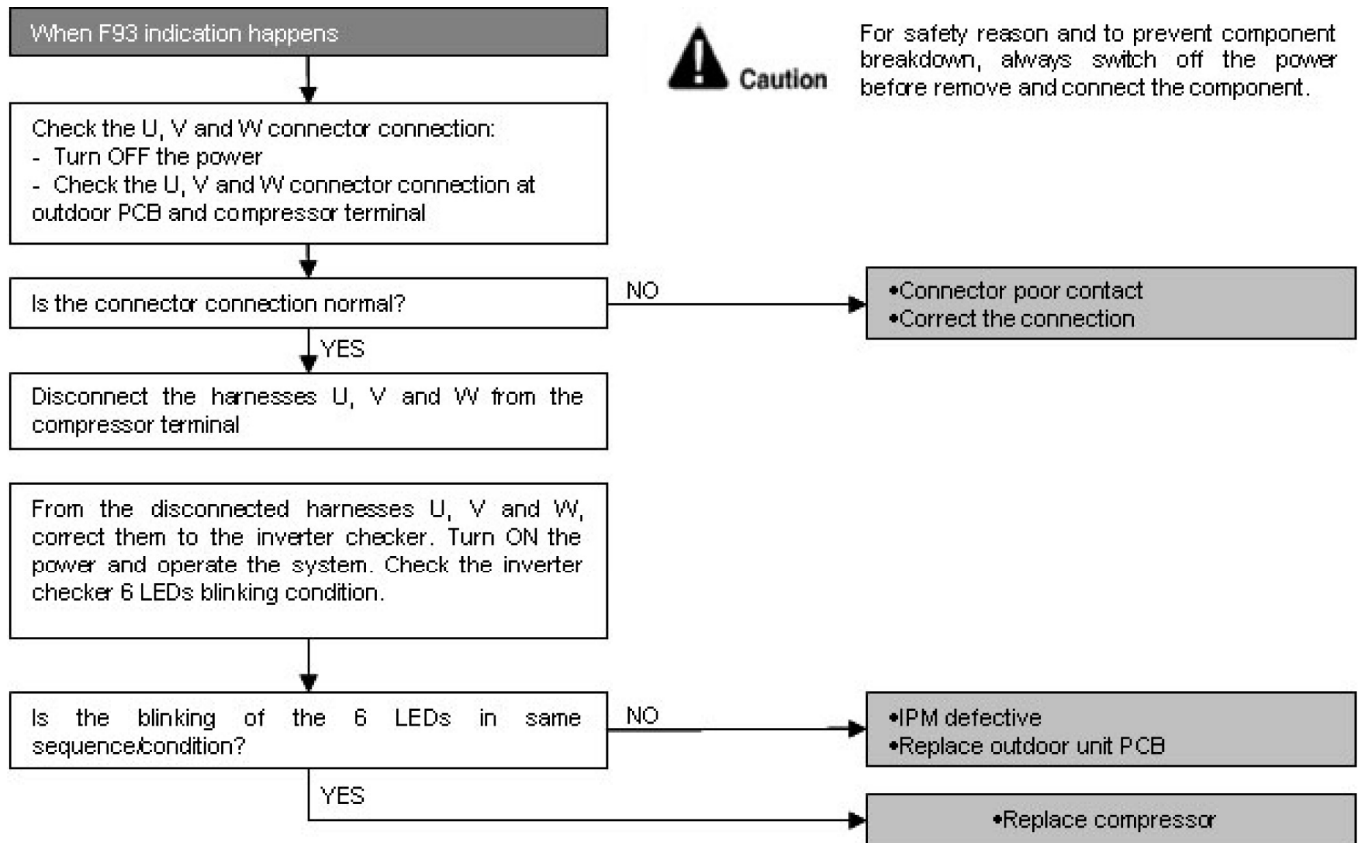 When F93 indication happens
Caution
For safety reason and to prevent component
breakdown, always switch off the power
before remove and connect the component.
Check the U, V and W connector connection:
- Turn OFF the power
- Check the U, V and W connector connection at
outdoor PCB and compressor terminal
Is the connector connection normal?
NO
•Connector poor contact
•Correct the connection
YES
Disconnect the harnesses U, V and W from the
compressor terminal
From the disconnected harnesses U, V and W,
correct them to the inverter checker. Turn ON the
power and operate the system. Check the inverter
checker 6 LEDs blinking condition.
Is the blinking of the 6 LEDs in same
sequence/condition?
NO
•IPM defective
•Replace outdoor unit PCB
YES
•Replace compressor